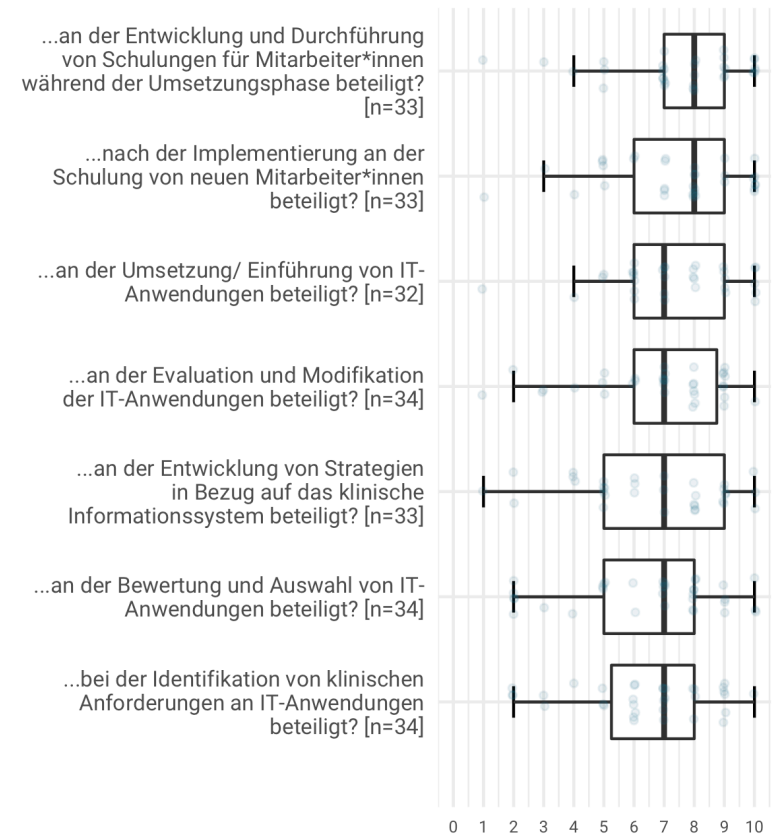 ...an der Entwicklung und Durchführung
von Schulungen für Mitarbeiter*innen
während der Umsetzungsphase beteiligt?
[n=33]
...nach der Implementierung an der
Schulung von neuen Mitarbeiter*innen
beteiligt? [n=33]
...an der Umsetzung/ Einführung von IT-
Anwendungen beteiligt? [n=32]
...an der Evaluation und Modifikation
der IT-Anwendungen beteiligt? [n=34]
...an der Entwicklung von Strategien
in Bezug auf das klinische
Informationssystem beteiligt? [n=33]
...an der Bewertung und Auswahl von IT-
Anwendungen beteiligt? [n=34]
...bei der Identifikation von klinischen
Anforderungen an IT-Anwendungen
beteiligt? [n=34]
0 1 2 3 4 5 6 7 8 9 10